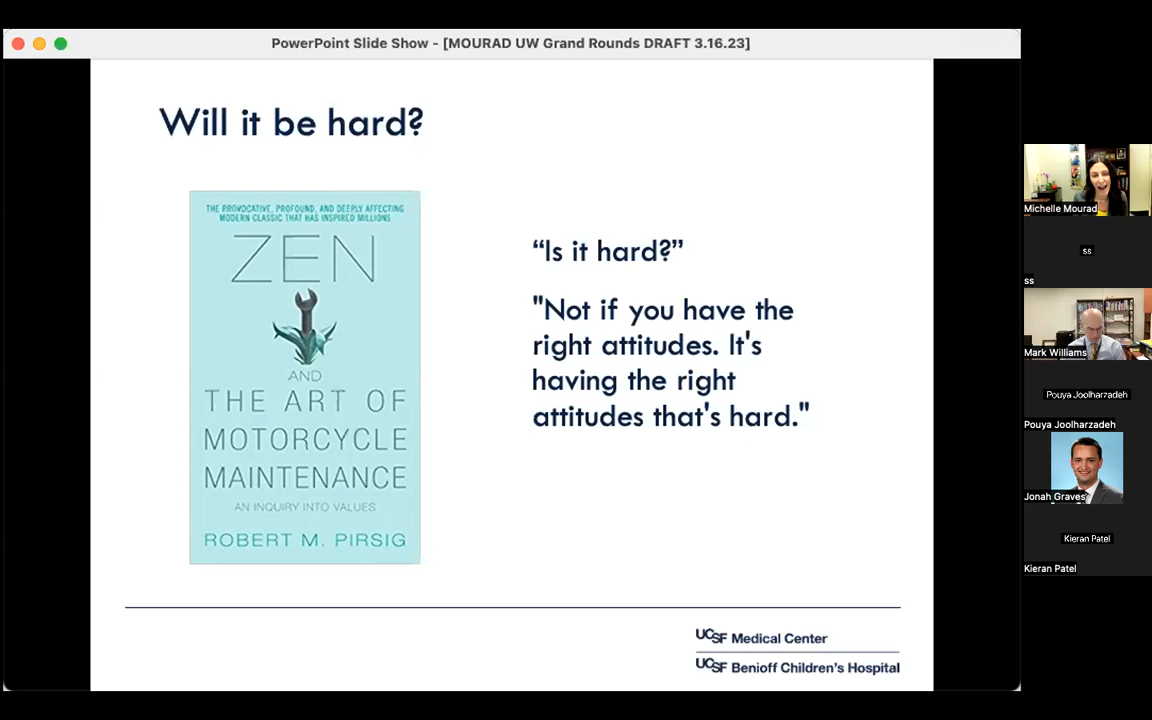 PowerPoint Slide Show - [MOURAD UW Grand Rounds DRAFT 3.16.23]
Will it be hard?
THE PROVOCATIVE, PROFOUND, AND DEEPLY AFFECTING
MODERN CLASSIC THAT HAS INSPIRED MILLIONS
ZEN
AND
THE ART OF
MOTORCYCLE
MAINTENANCE
AN INQUIRY INTO VALUES
ROBERT M. PIRSIG
“Is it hard?”
"Not if you have the
right attitudes. It's
having the right
attitudes that's hard."
UCSF Medical Center
UCSF Benioff Children's Hospital
Michelle Mourad
ss
ss
Mark Williams
Pouya Joolharzadeh
Pouya Joolharzadeh
Jonah Graves
Kieran Patel
Kieran Patel